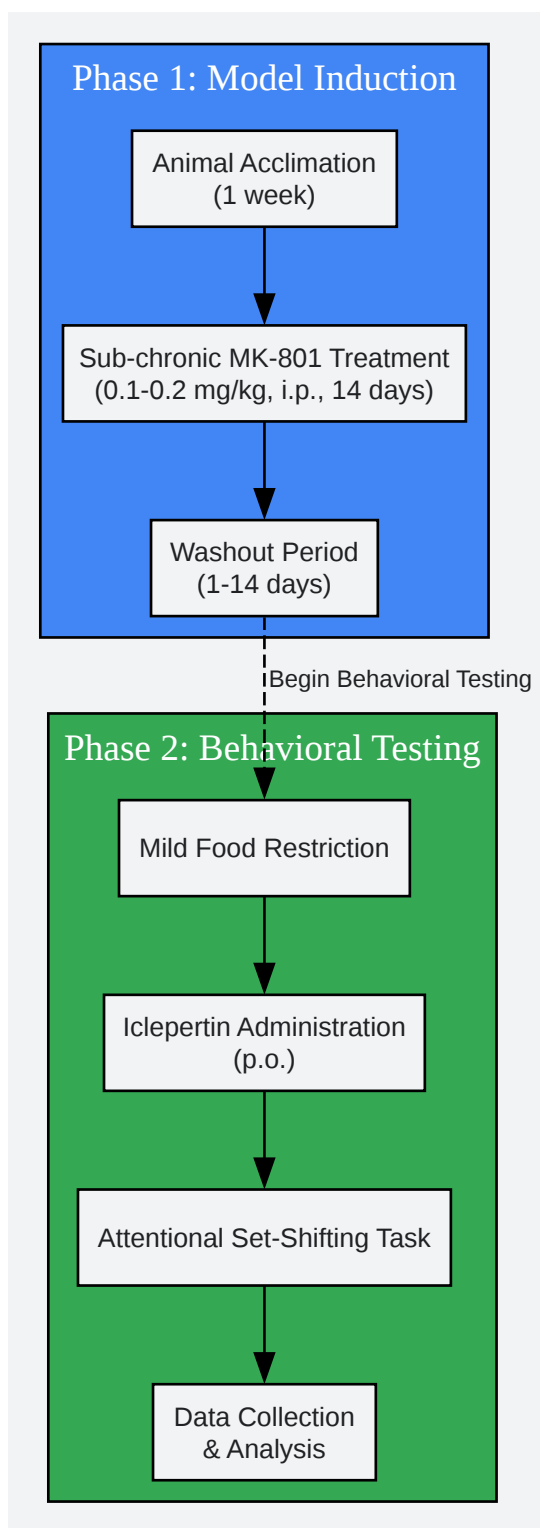 Phase 1: Model Induction
Animal Acclimation
(1 week)
Sub-chronic MK-801 Treatment
(0.1-0.2 mg/kg, i.p., 14 days)
Washout Period
(1-14 days)
Begin Behavioral Testing
Phase 2: Behavioral Testing
Mild Food Restriction
Iclepertin Administration
(p.o.)
Attentional Set-Shifting Task
Data Collection
& Analysis